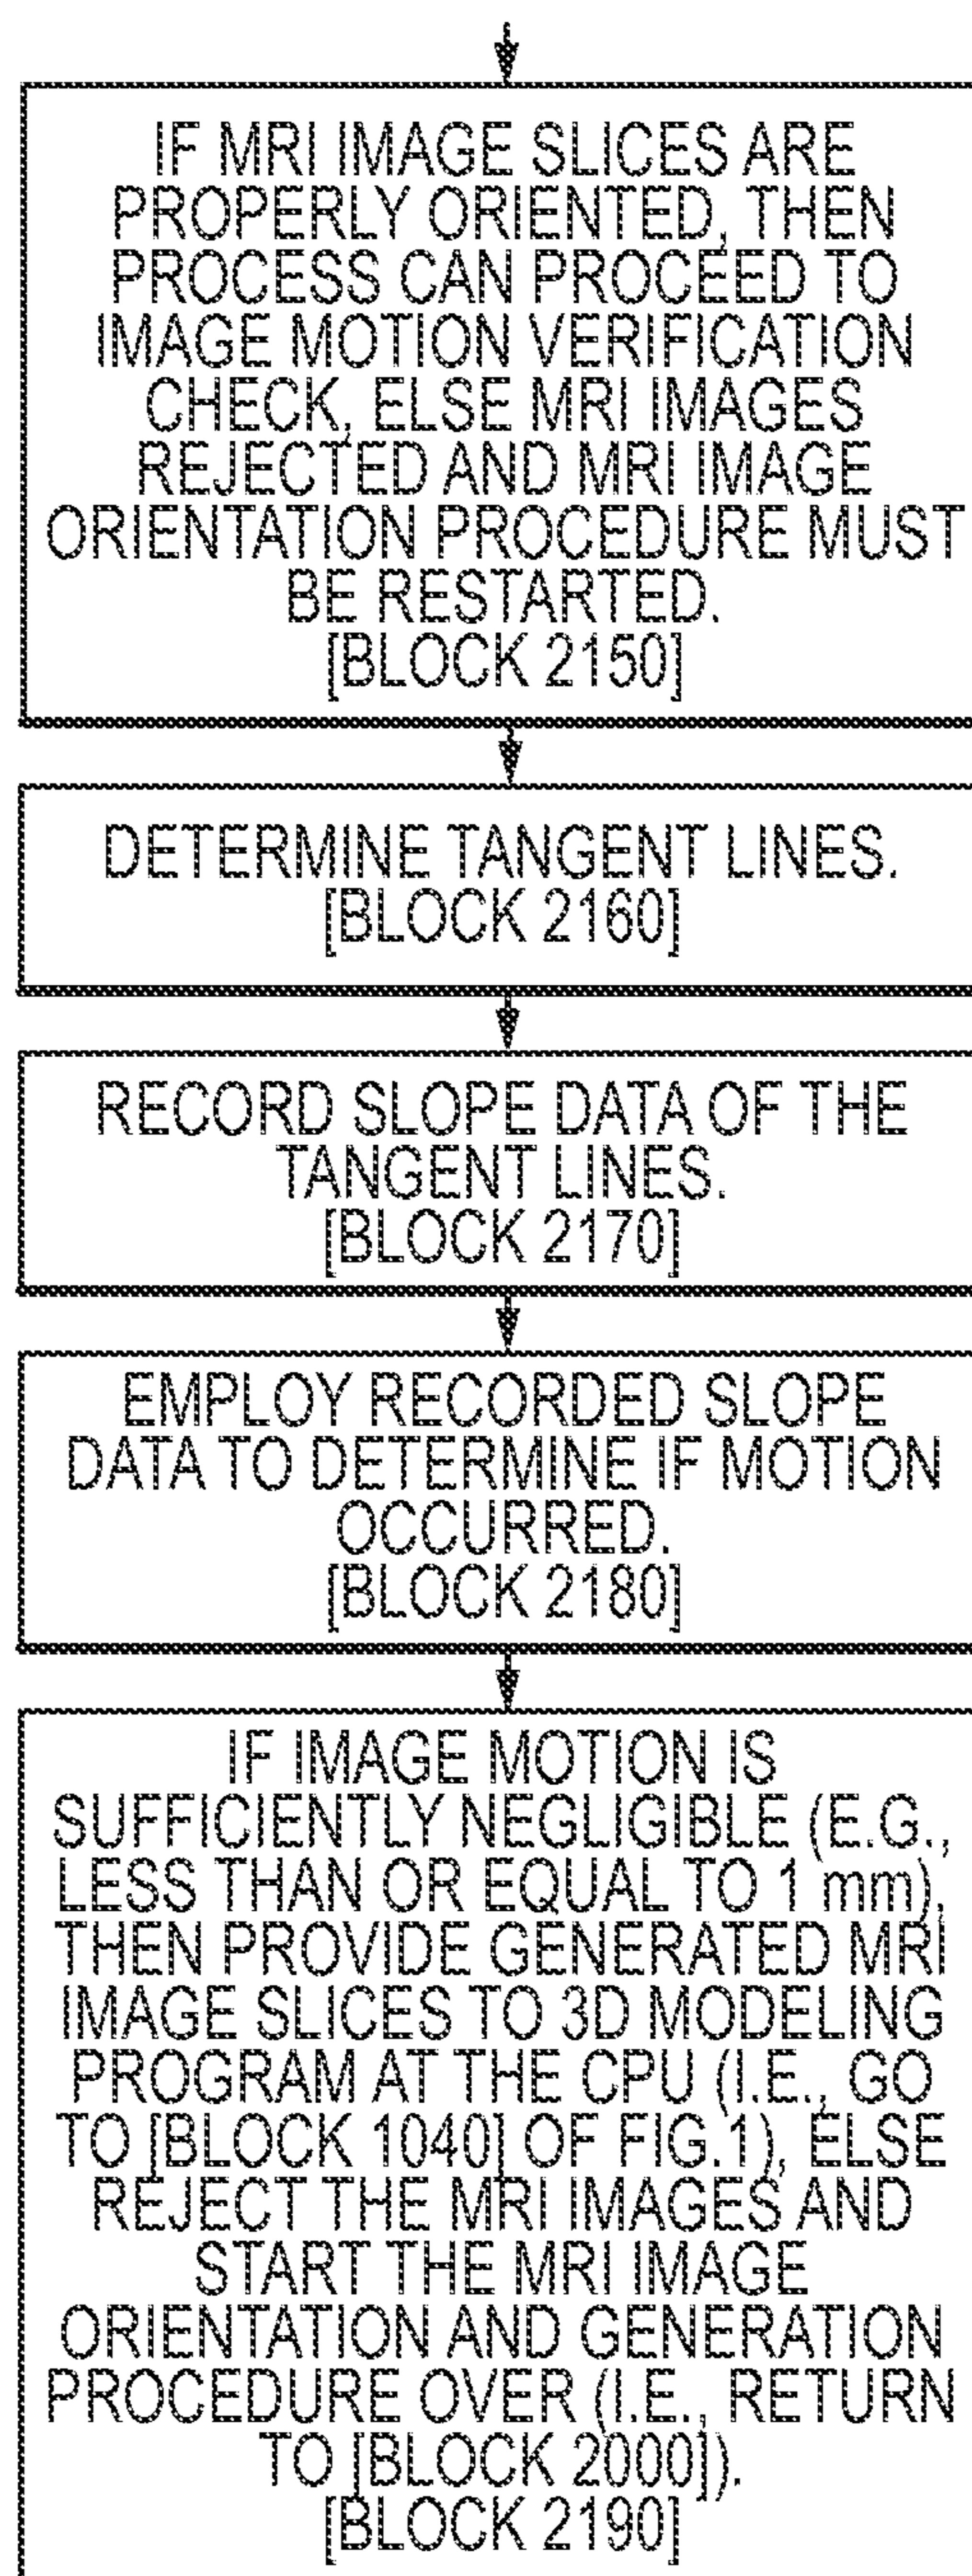 IF MRI IMAGE SLICES ARE
PROPERLY ORIENTED, THEN
PROCESS CAN PROCEED TO
IMAGE MOTION VERIFICATION
CHECK, ELSE MRI IMAGES
REJECTED AND MRI IMAGE
ORIENTATION PROCEDURE MUST
BE RESTARTED.
[BLOCK 2150]
DETERMINE TANGENT LINES.
[BLOCK 2160]
RECORD SLOPE DATA OF THE
TANGENT LINES.
[BLOCK 2170]
EMPLOY RECORDED SLOPE
DATA TO DETERMINE IF MOTION
OCCURRED.
[BLOCK 2180]
IF IMAGE MOTION IS
SUFFICIENTLY NEGLIGIBLE (E.G.,
LESS THAN OR EQUAL TO 1 mm),
THEN PROVIDE GENERATED MRI
IMAGE SLICES TO 3D MODELING
PROGRAM AT THE CPU (I.E., GO
TO [BLOCK 1040] OF FIG.1), ELSE
REJECT THE MRI IMAGES AND
START THE MRI IMAGE
ORIENTATION AND GENERATION
PROCEDURE OVER (I.E., RETURN
TO [BLOCK 2000]).
[BLOCK 2190]